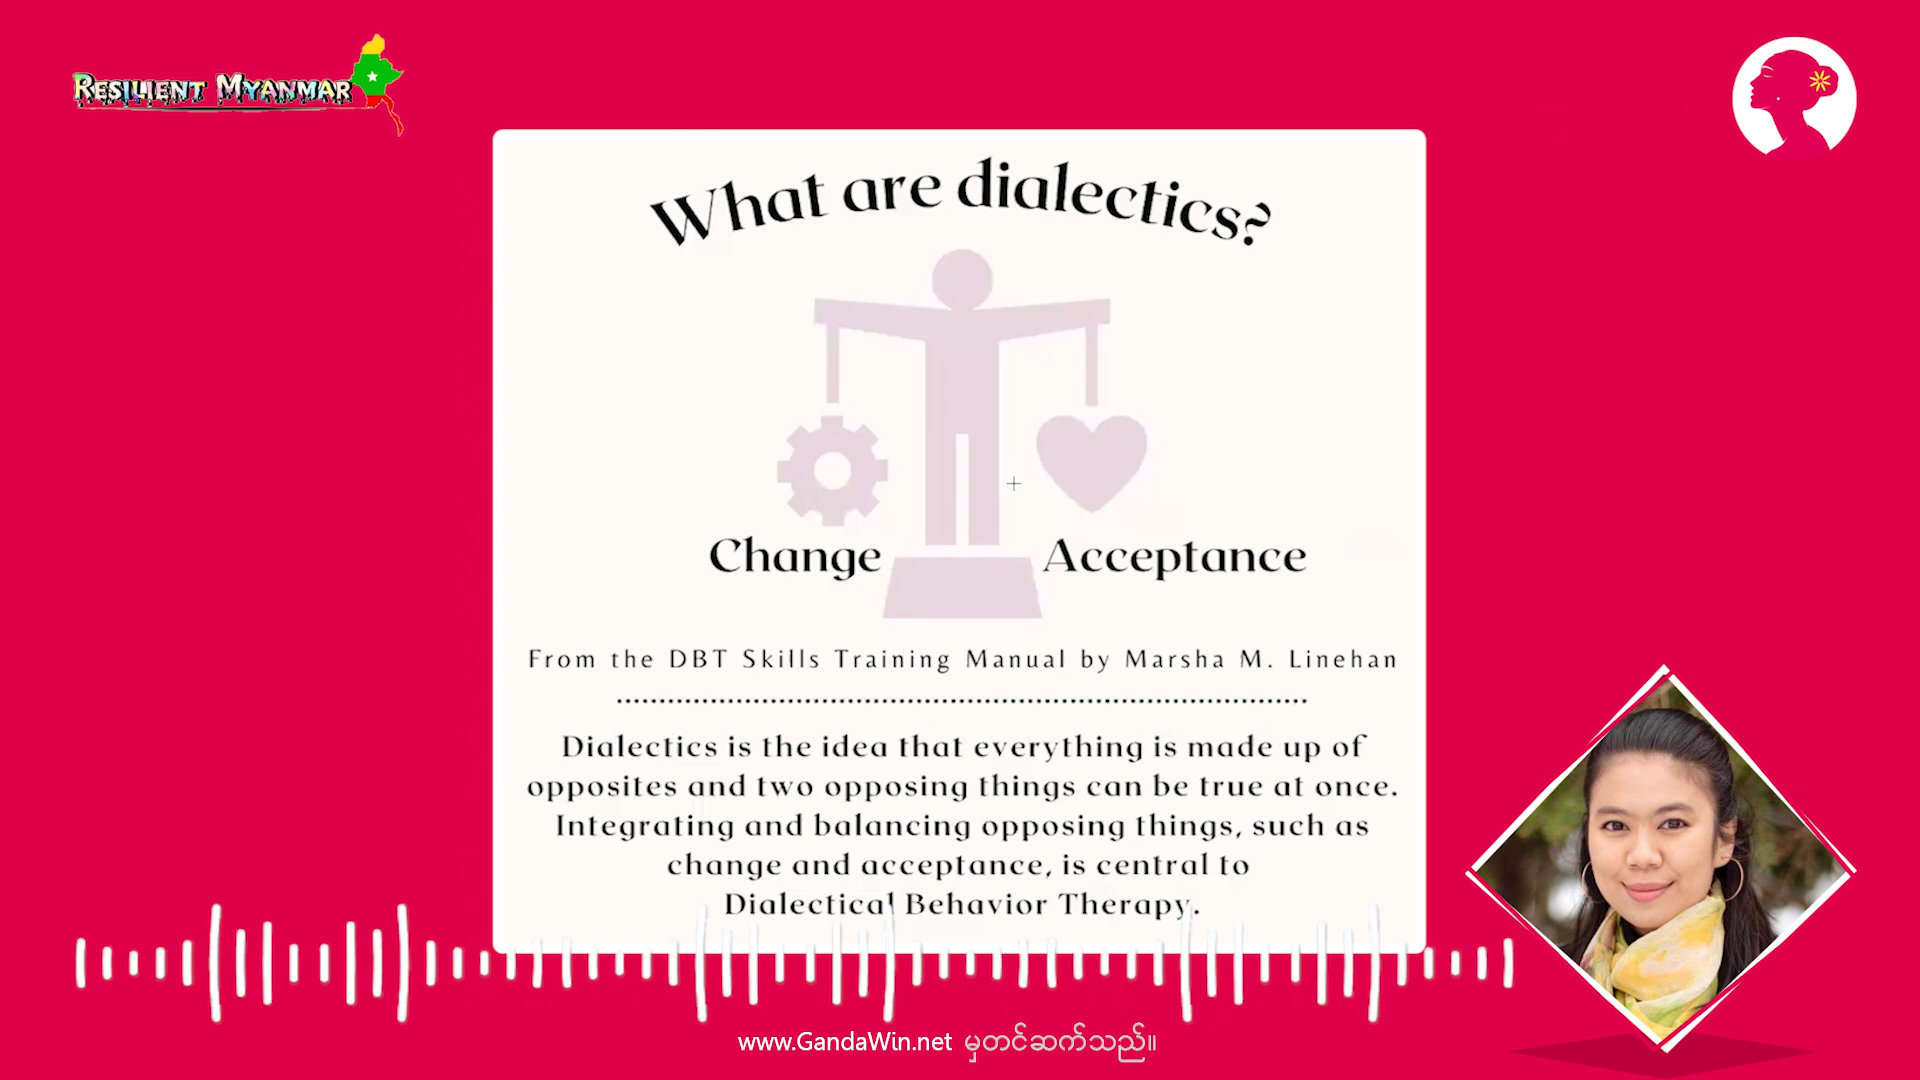 RESILIENT MYANMAR
What are dialectics?
Change
Acceptance
From the DBT Skills Training Manual by Marsha M. Linehan
Dialectics is the idea that everything is made up of
opposites and two opposing things can be true at once.
Integrating and balancing opposing things, such as
change and acceptance, is central to
Dialectical Behavior Therapy.
www.GandaWin.net မှတင်ဆက်သည်။